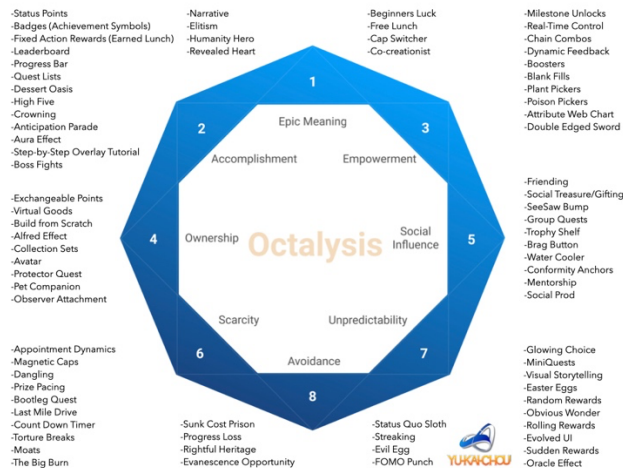 -Status Points
-Badges (Achievement Symbols)
-Fixed Action Rewards (Earned Lunch)
-Leaderboard
-Progress Bar
-Quest Lists
-Dessert Oasis
-High Five
-Crowning
-Anticipation Parade
-Aura Effect
-Step-by-Step Overlay Tutorial
-Boss Fights
-Narrative
-Elitism
-Humanity Hero
-Revealed Heart
-Beginners Luck
-Free Lunch
-Cap Switcher
-Co-creationist
-Milestone Unlocks
-Real-Time Control
-Chain Combos
-Dynamic Feedback
-Boosters
-Blank Fills
-Plant Pickers
-Poison Pickers
-Attribute Web Chart
-Double Edged Sword
1
Epic Meaning
2
Accomplishment
3
Empowerment
-Exchangeable Points
-Virtual Goods
-Build from Scratch
-Alfred Effect
-Collection Sets
-Avatar
-Protector Quest
-Pet Companion
-Observer Attachment
4
Ownership
Octalysis
Social
Influence
5
-Friending
-Social Treasure/Gifting
-SeeSaw Bump
-Group Quests
-Trophy Shelf
-Brag Button
-Water Cooler
-Conformity Anchors
-Mentorship
-Social Prod
Scarcity
6
Unpredictability
7
Avoidance
8
-Appointment Dynamics
-Magnetic Caps
-Dangling
-Prize Pacing
-Bootleg Quest
-Last Mile Drive
-Count Down Timer
-Torture Breaks
-Moats
-The Big Burn
-Sunk Cost Prison
-Progress Loss
-Rightful Heritage
-Evanescence Opportunity
-Status Quo Sloth
-Streaking
-Evil Egg
-FOMO Punch
YU-KAI CHOU
-Glowing Choice
-MiniQuests
-Visual Storytelling
-Easter Eggs
-Random Rewards
-Obvious Wonder
-Rolling Rewards
-Evolved UI
-Sudden Rewards
-Oracle Effect